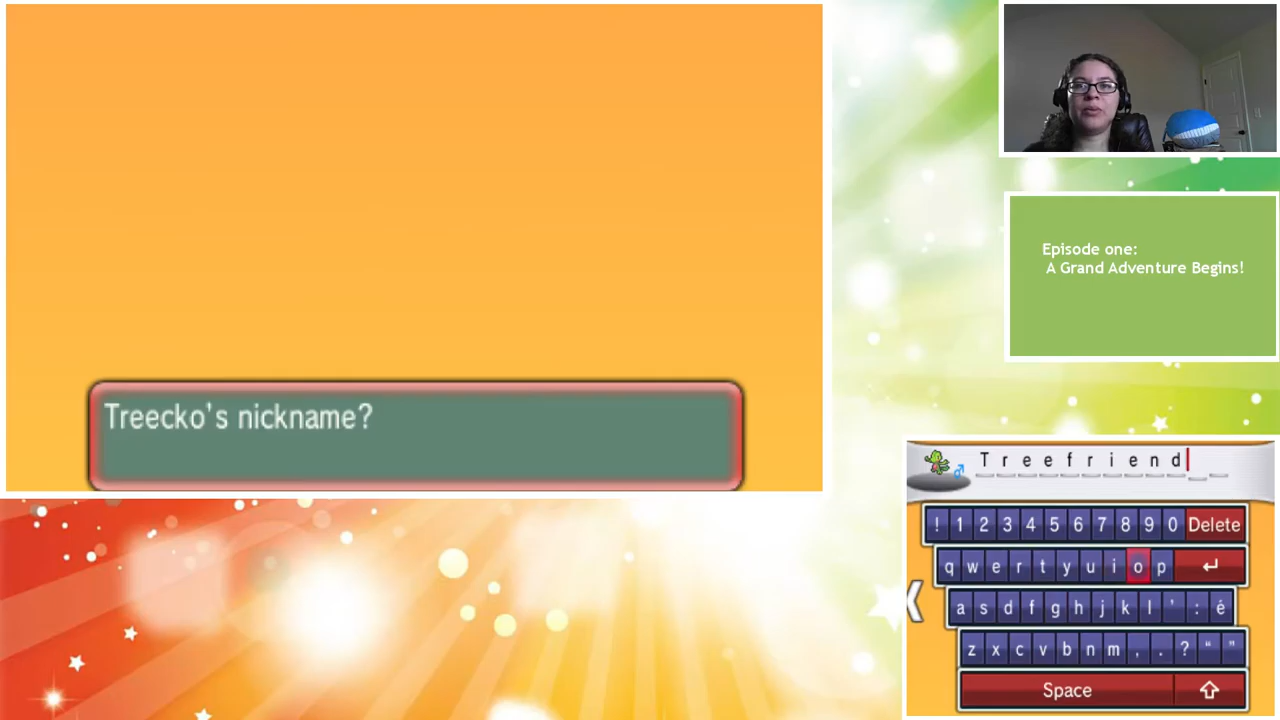 Treecko's nickname?
Episode one:
A Grand Adventure Begins!
Treefriend
! 1 2 3 4 5 6 7 8 9 0 Delete
q w e r t y u i o p
a s d f g h j k l ' : é
z x c v b n m , . ? “ ”
Space